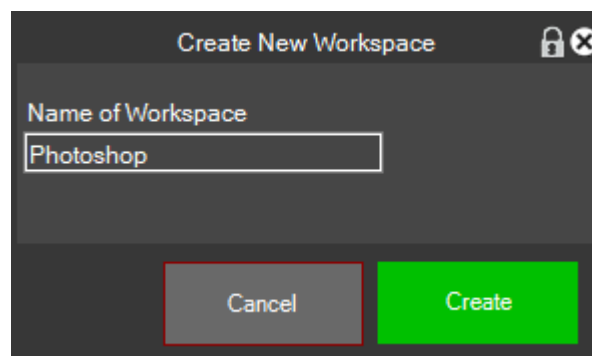 Create New Workspace
Name of Workspace
Photoshop
Cancel
Create